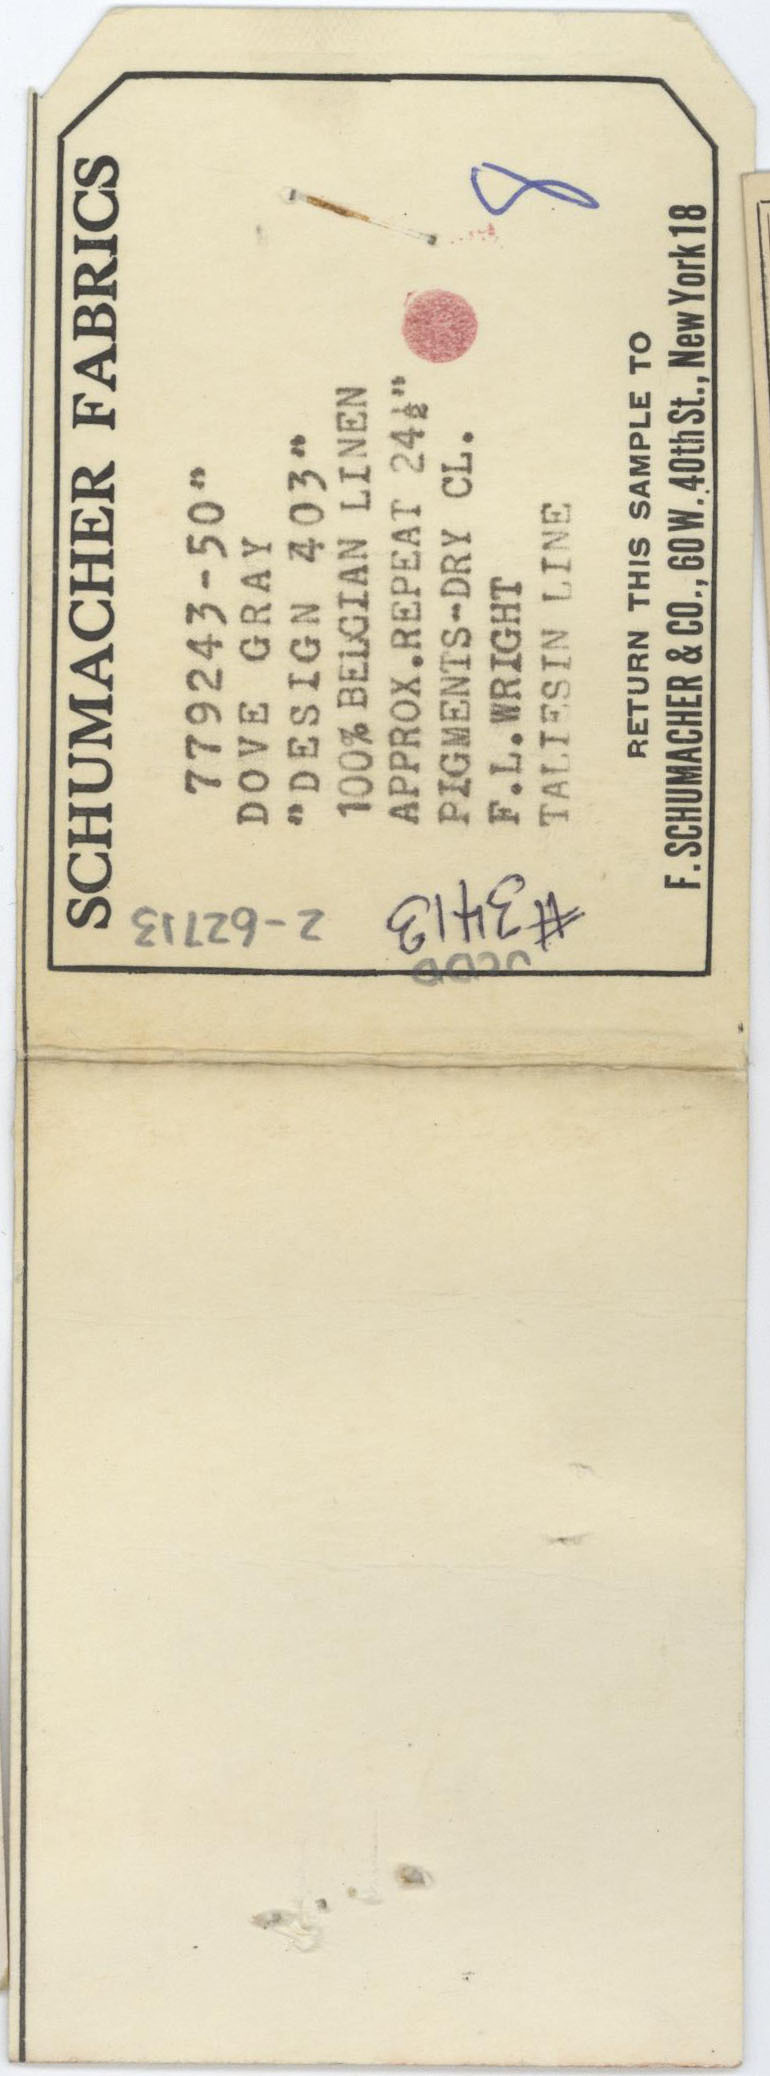 SCHUMACHER FABRICS
779243-50"
DOVE GRAY
"DESIGN 403"
100% BELGIAN LINEN
APPROX.REPEAT 24½"
PIGMENTS-DRY CL.
F.L.WRIGHT
TALIESIN LINE
RETURN THIS SAMPLE TO
F. SCHUMACHER & CO., 60 W. 40th St., New York 18
2-62713
#3413
8